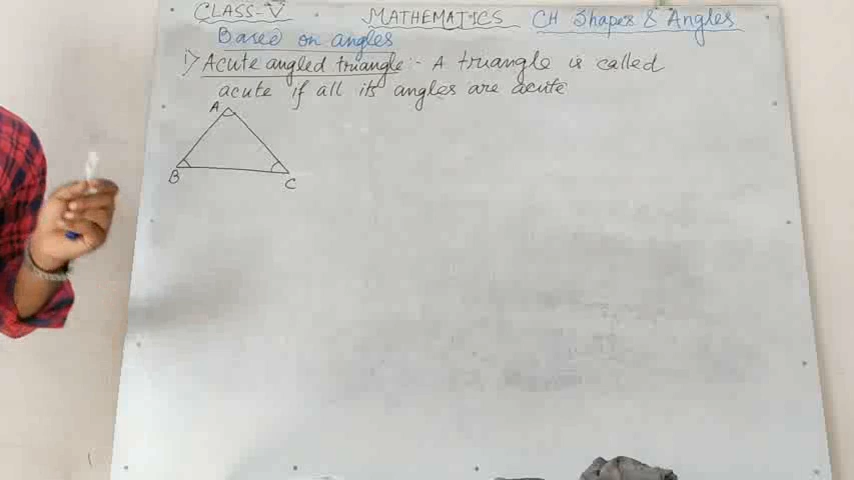 CLASS-V MATHEMATICS CH Shapes & Angles
Based on angles
1) Acute angled triangle :- A triangle is called
acute if all its angles are acute
A
B
C